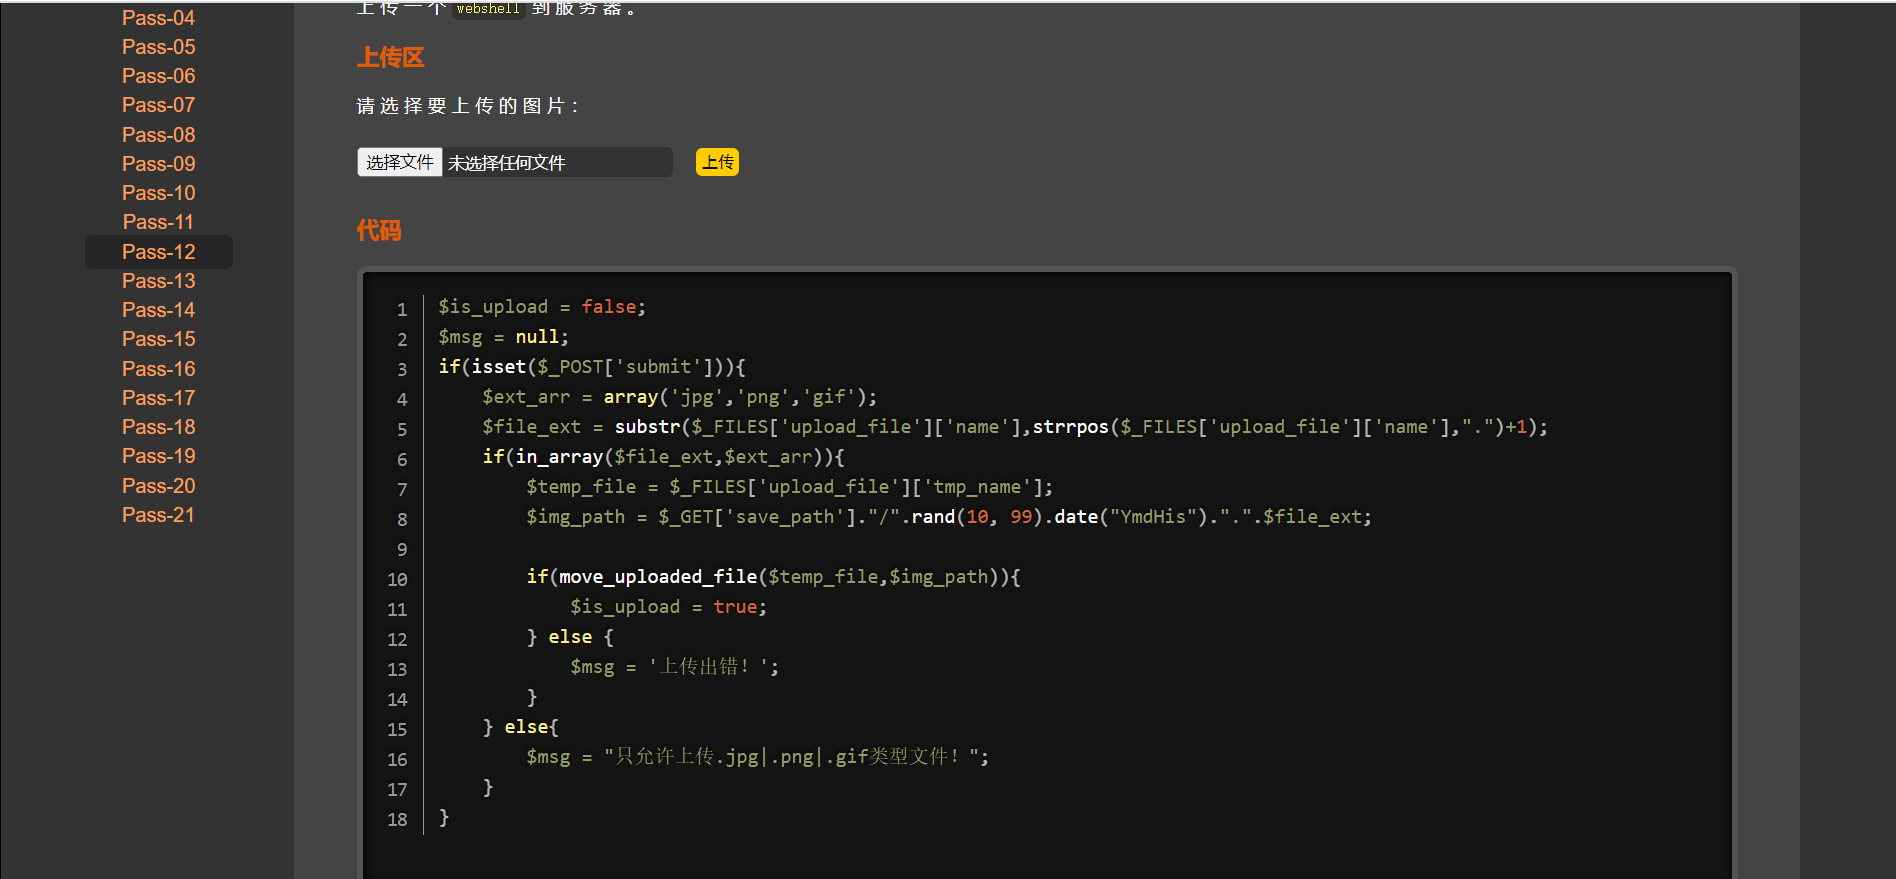 Pass-04
Pass-05
Pass-06
Pass-07
Pass-08
Pass-09
Pass-10
Pass-11
Pass-12
Pass-13
Pass-14
Pass-15
Pass-16
Pass-17
Pass-18
Pass-19
Pass-20
Pass-21
上传一个 webshell 到服务器。
上传区
请选择要上传的图片：
选择文件 未选择任何文件 上传
代码
1 $is_upload = false;
2 $msg = null;
3 if(isset($_POST['submit'])){
4     $ext_arr = array('jpg','png','gif');
5     $file_ext = substr($_FILES['upload_file']['name'],strrpos($_FILES['upload_file']['name'],".")+1);
6     if(in_array($file_ext,$ext_arr)){
7         $temp_file = $_FILES['upload_file']['tmp_name'];
8         $img_path = $_GET['save_path']."/".rand(10, 99).date("YmdHis").".".$file_ext;
9
10         if(move_uploaded_file($temp_file,$img_path)){
11             $is_upload = true;
12         } else {
13             $msg = '上传出错！';
14         }
15     } else{
16         $msg = "只允许上传.jpg|.png|.gif类型文件！";
17     }
18 }